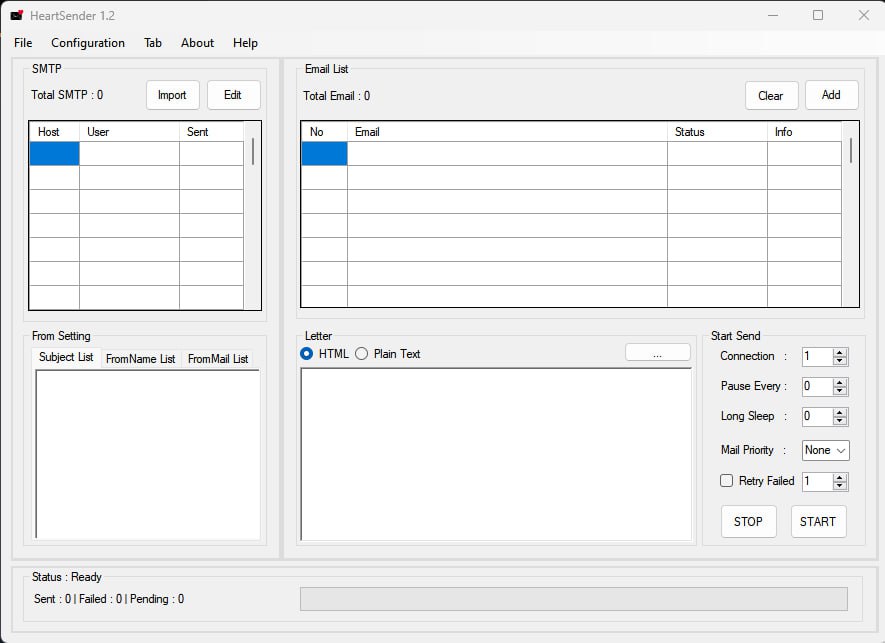 HeartSender 1.2
File Configuration Tab About Help
SMTP
Total SMTP : 0 Import Edit
Host User Sent
Email List
Total Email : 0 Clear Add
No Email Status Info
From Setting
Subject List FromName List FromMail List
Letter
HTML Plain Text ...
Start Send
Connection : 1
Pause Every : 0
Long Sleep : 0
Mail Priority : None
Retry Failed 1
STOP START
Status : Ready
Sent : 0 | Failed : 0 | Pending : 0